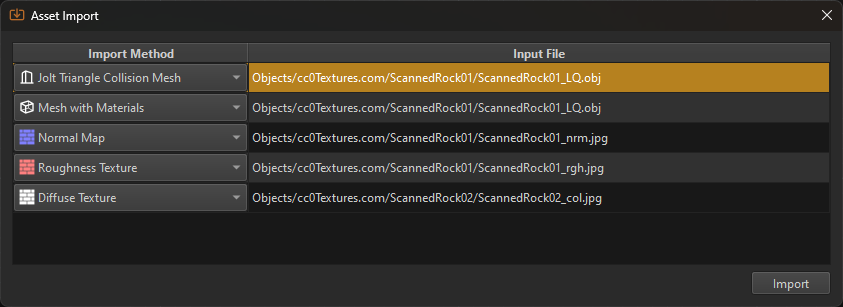 Asset Import
Import Method Input File
Jolt Triangle Collision Mesh Objects/cc0Textures.com/ScannedRock01/ScannedRock01_LQ.obj
Mesh with Materials Objects/cc0Textures.com/ScannedRock01/ScannedRock01_LQ.obj
Normal Map Objects/cc0Textures.com/ScannedRock01/ScannedRock01_nrm.jpg
Roughness Texture Objects/cc0Textures.com/ScannedRock01/ScannedRock01_rgh.jpg
Diffuse Texture Objects/cc0Textures.com/ScannedRock02/ScannedRock02_col.jpg
Import